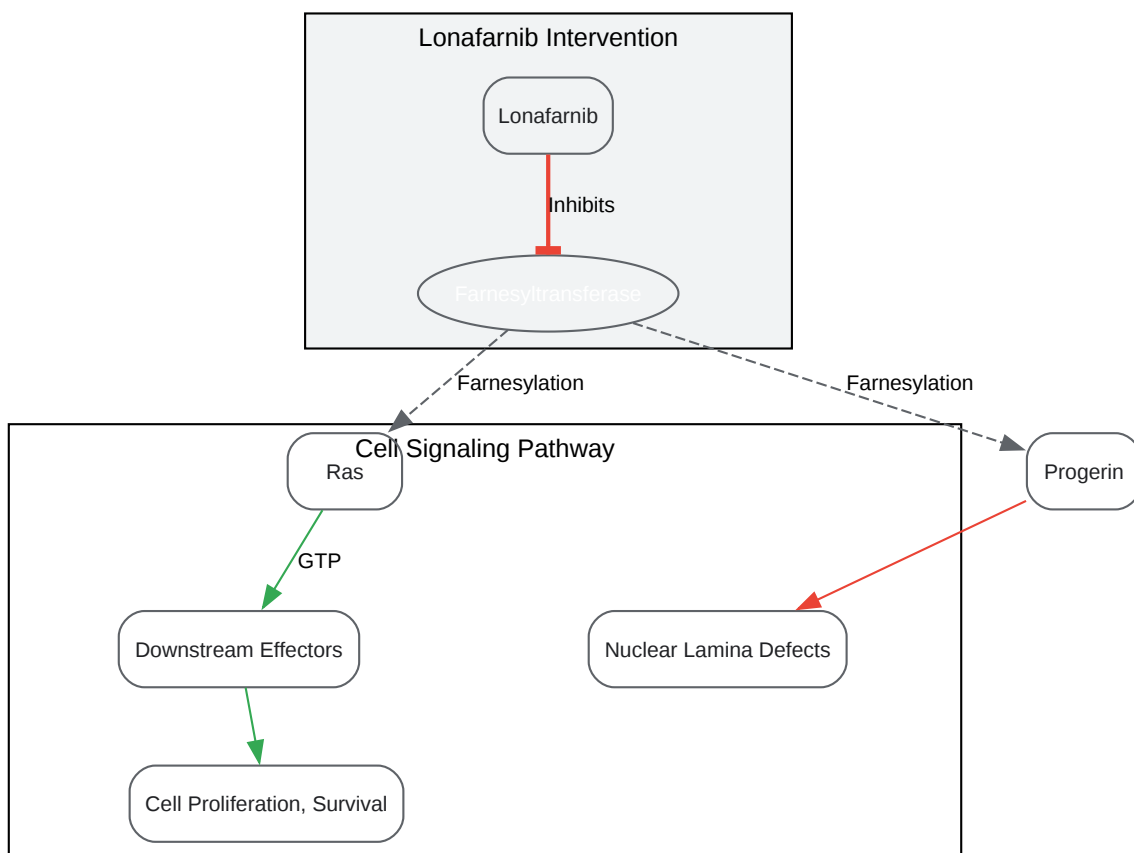 Lonafarnib Intervention
Lonafarnib
Inhibits
Farnesyltransferase
Farnesylation
Farnesylation
Cell Signaling Pathway
Ras
Progerin
GTP
Downstream Effectors
Nuclear Lamina Defects
Cell Proliferation, Survival